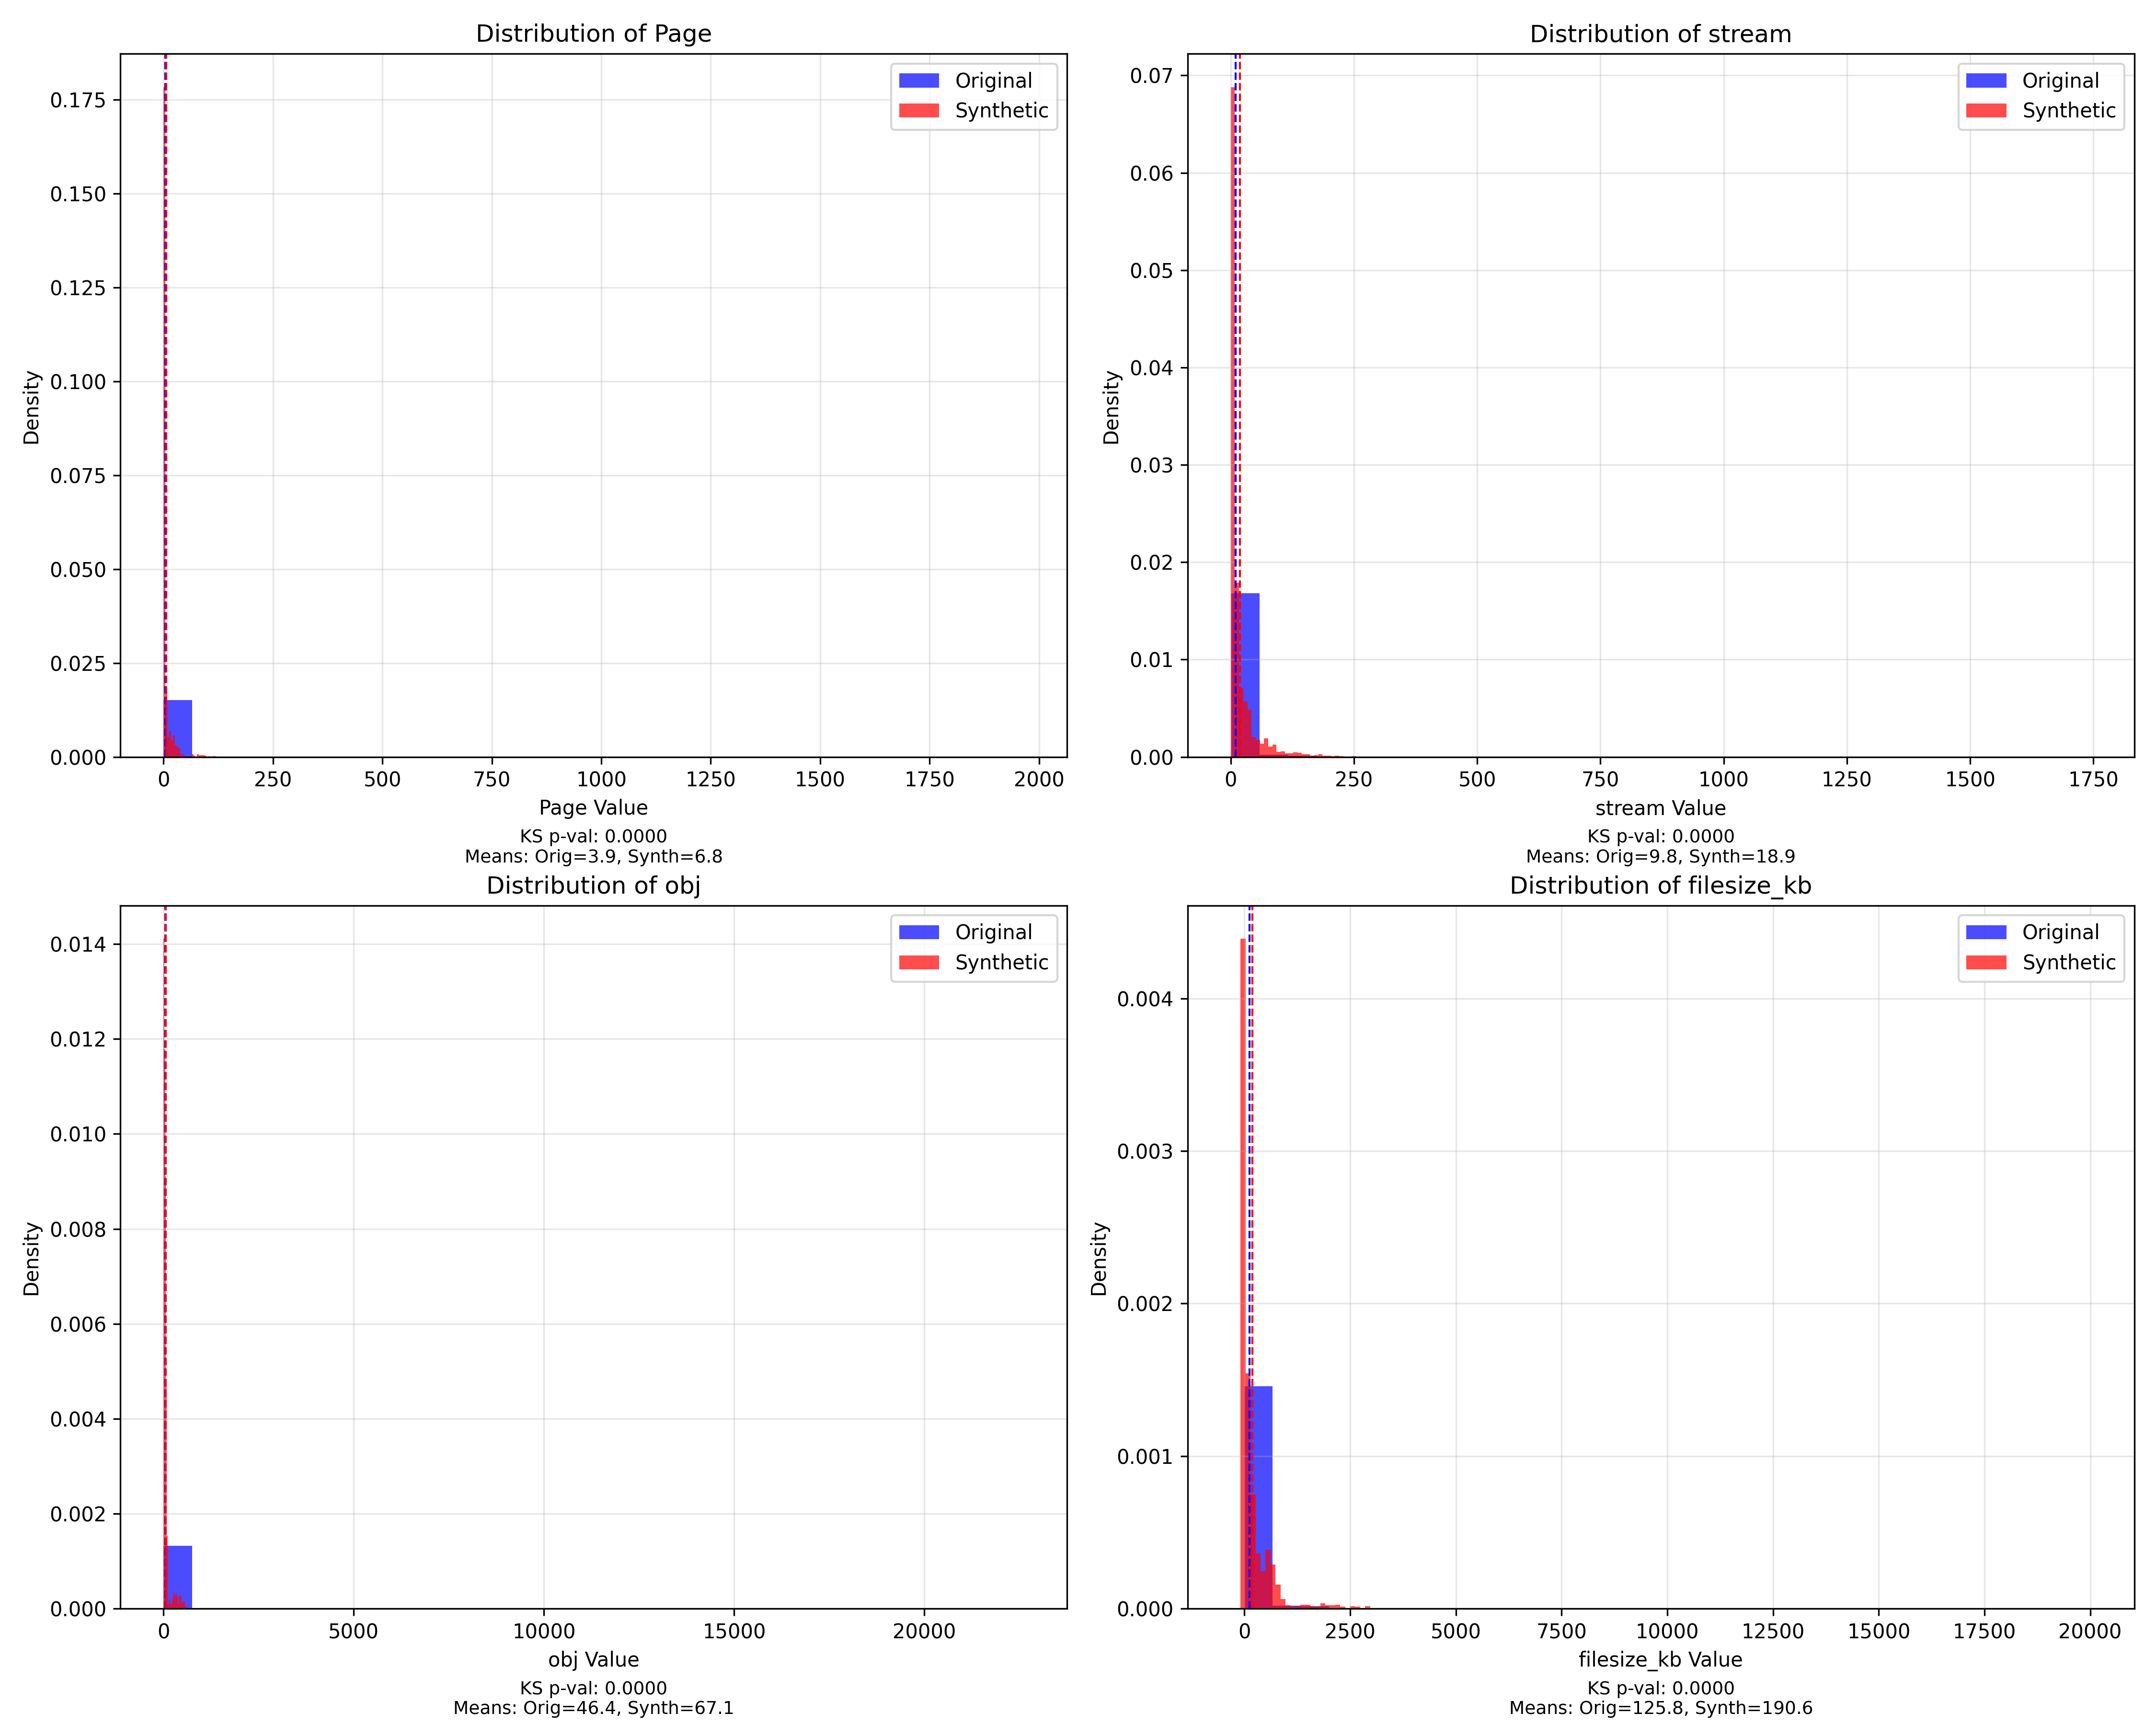 Distribution of Page
Original
Synthetic
0.175
0.150
0.125
0.100
0.075
0.050
0.025
0.000
Density
0 250 500 750 1000 1250 1500 1750 2000
Page Value
KS p-val: 0.0000
Means: Orig=3.9, Synth=6.8
Distribution of stream
Original
Synthetic
0.07
0.06
0.05
0.04
0.03
0.02
0.01
0.00
Density
0 250 500 750 1000 1250 1500 1750
stream Value
KS p-val: 0.0000
Means: Orig=9.8, Synth=18.9
Distribution of obj
Original
Synthetic
0.014
0.012
0.010
0.008
0.006
0.004
0.002
0.000
Density
0 5000 10000 15000 20000
obj Value
KS p-val: 0.0000
Means: Orig=46.4, Synth=67.1
Distribution of filesize_kb
Original
Synthetic
0.004
0.003
0.002
0.001
0.000
Density
0 2500 5000 7500 10000 12500 15000 17500 20000
filesize_kb Value
KS p-val: 0.0000
Means: Orig=125.8, Synth=190.6